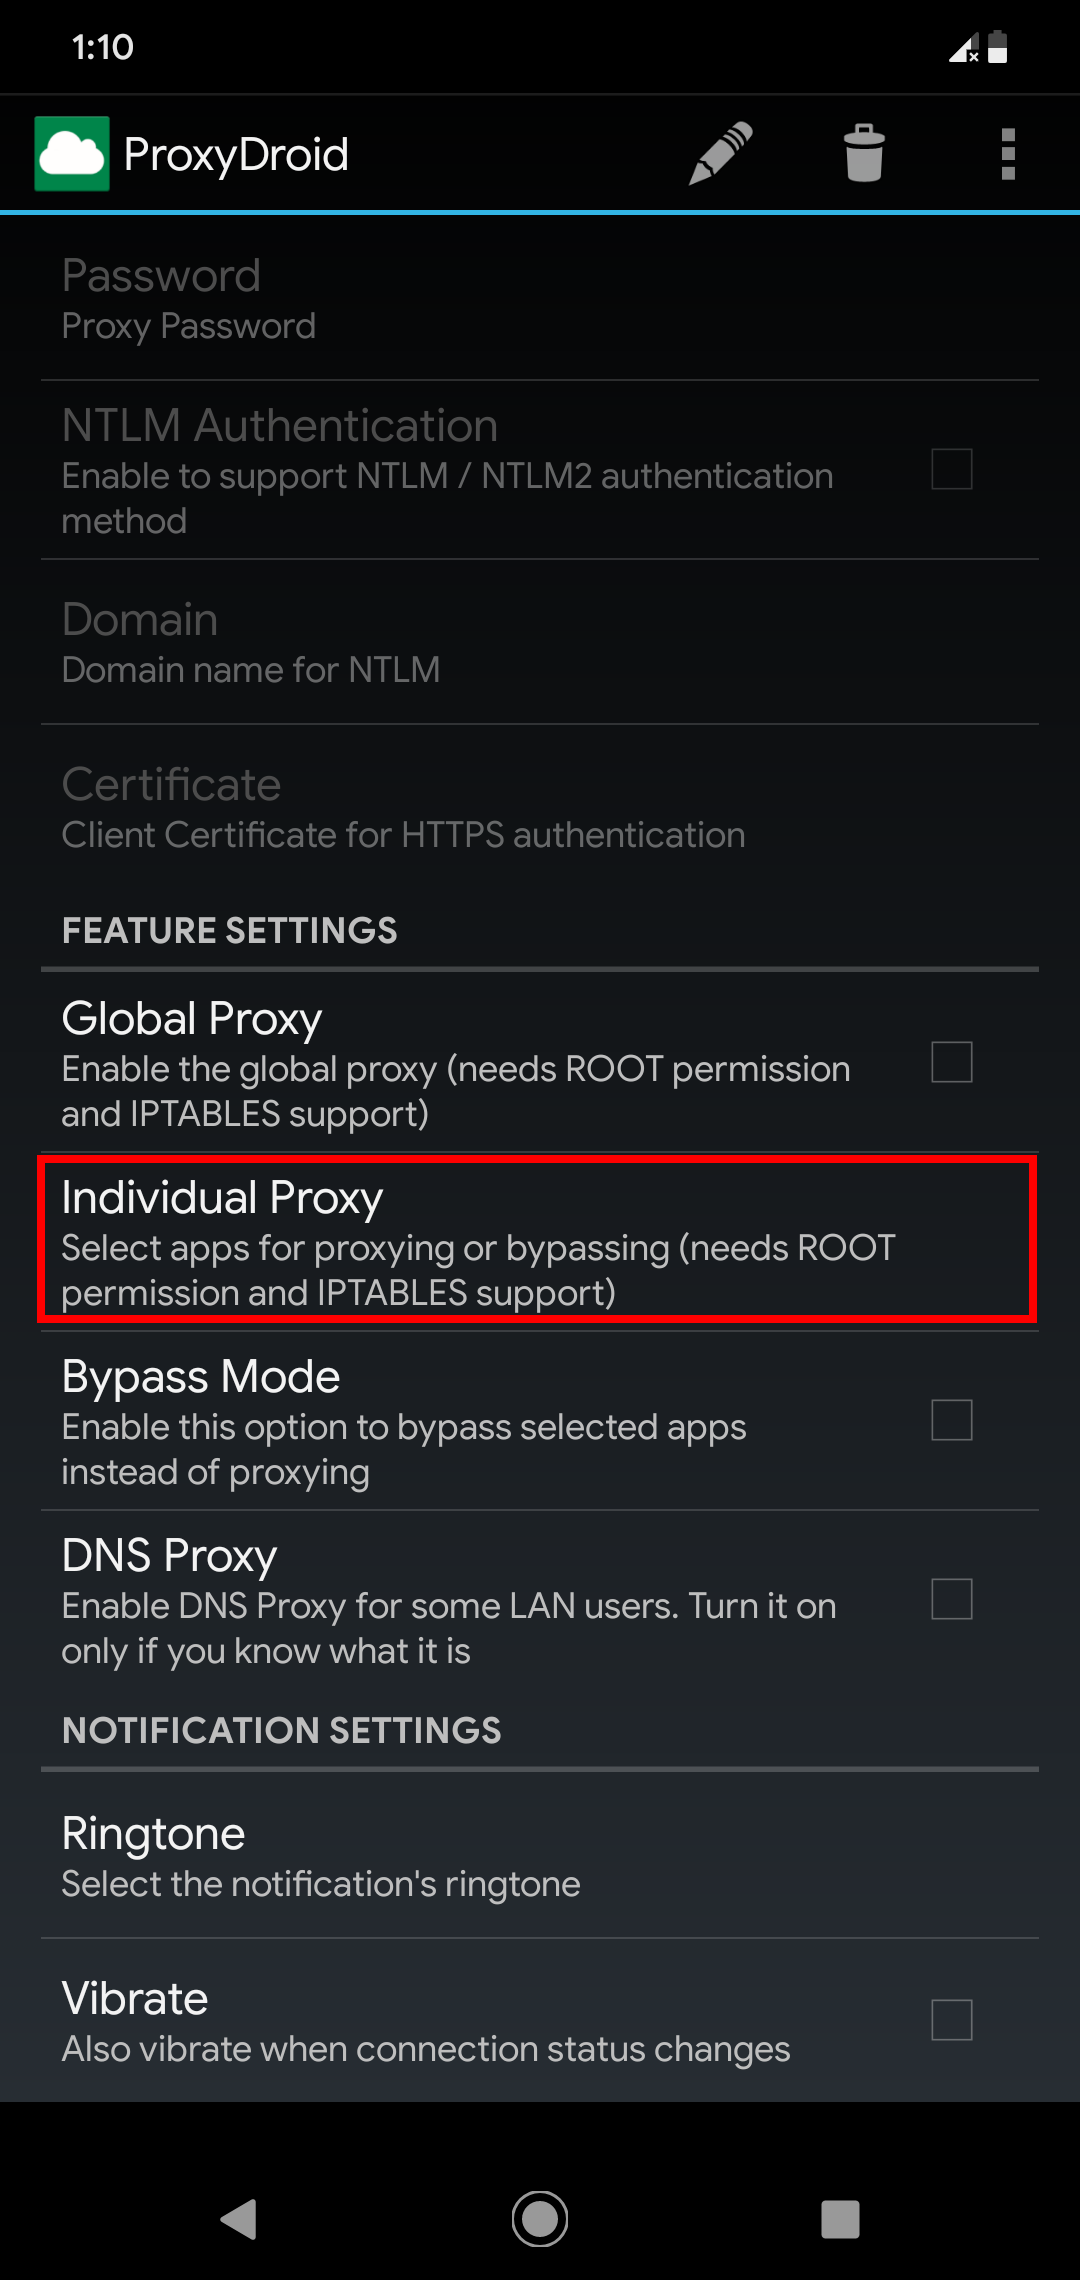 1:10
ProxyDroid
Password
Proxy Password
NTLM Authentication
Enable to support NTLM / NTLM2 authentication
method
Domain
Domain name for NTLM
Certificate
Client Certificate for HTTPS authentication
FEATURE SETTINGS
Global Proxy
Enable the global proxy (needs ROOT permission
and IPTABLES support)
Individual Proxy
Select apps for proxying or bypassing (needs ROOT
permission and IPTABLES support)
Bypass Mode
Enable this option to bypass selected apps
instead of proxying
DNS Proxy
Enable DNS Proxy for some LAN users. Turn it on
only if you know what it is
NOTIFICATION SETTINGS
Ringtone
Select the notification's ringtone
Vibrate
Also vibrate when connection status changes